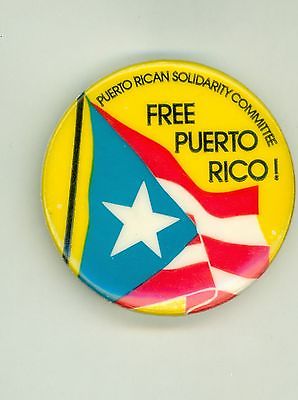 PUERTO RICAN SOLIDARITY COMMITTEE
FREE
PUERTO
RICO!